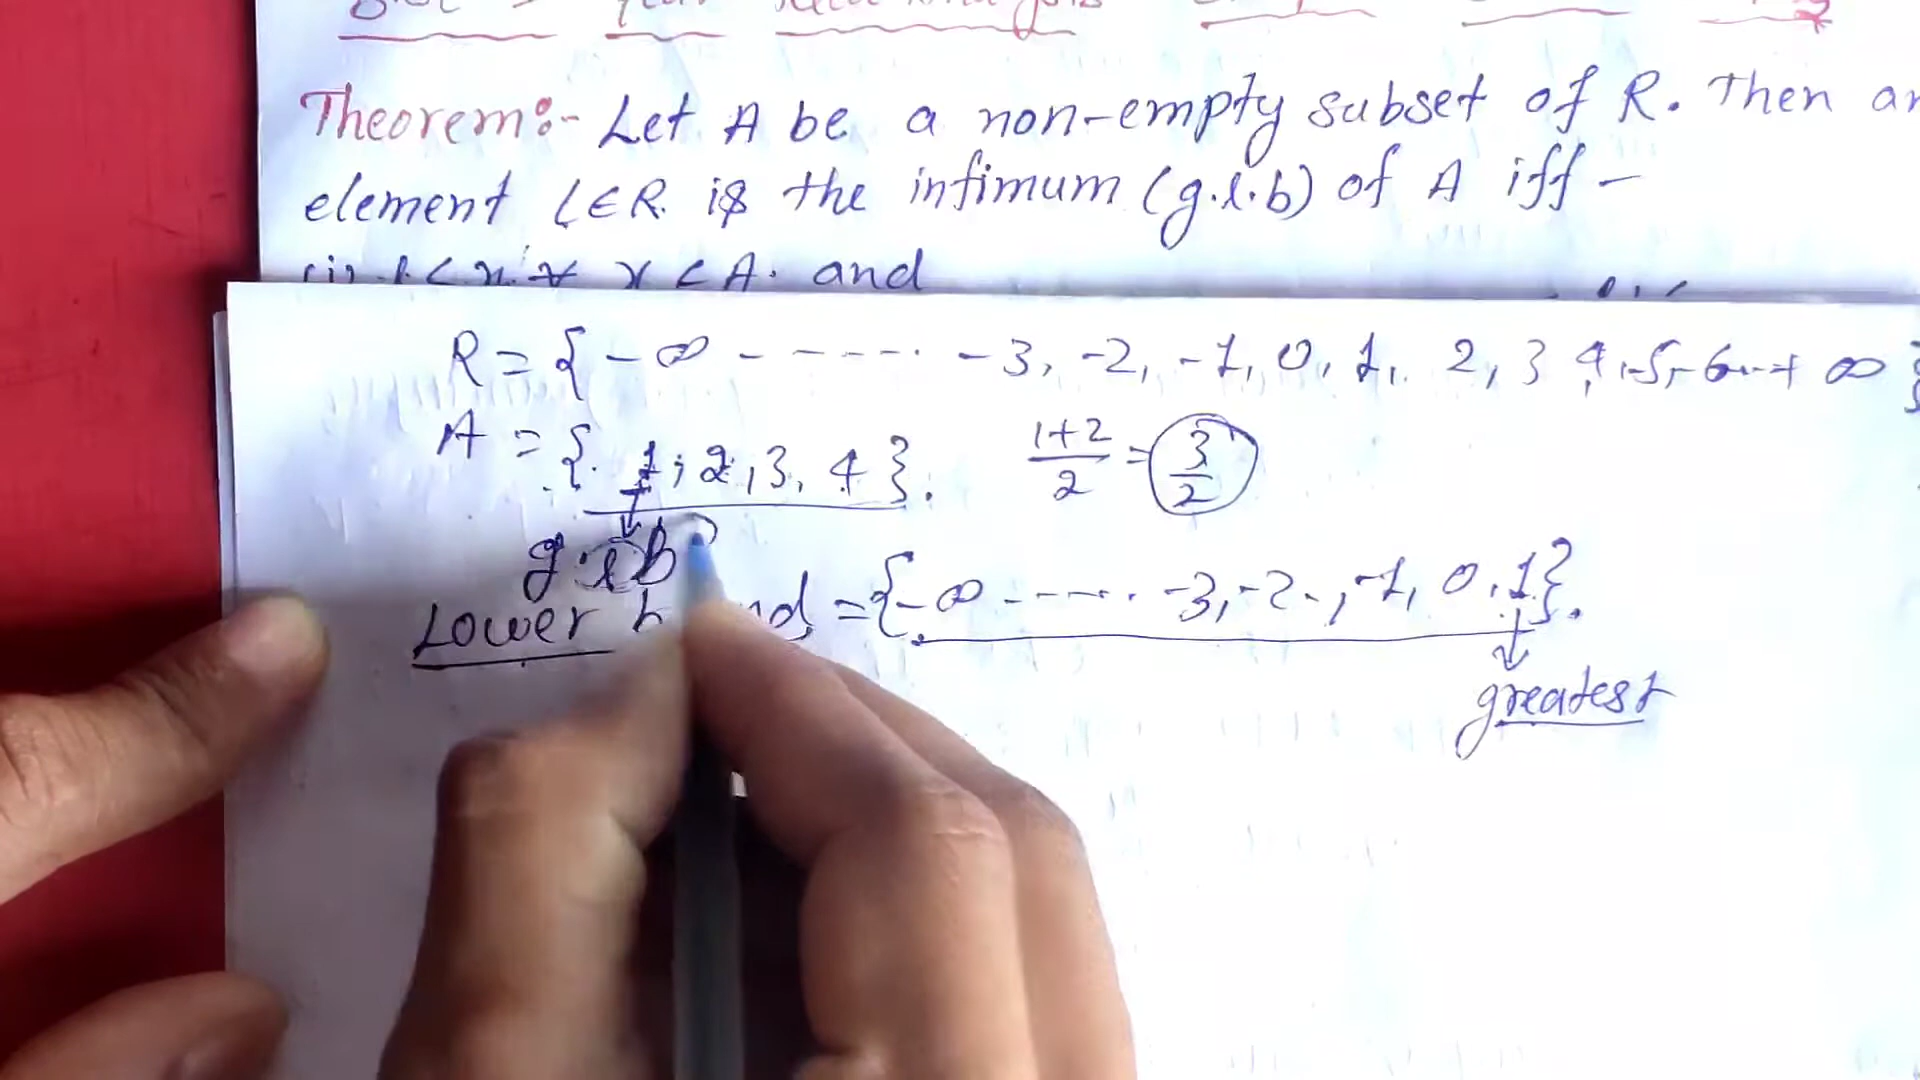 Theorem:- Let A be a non-empty subset of R. Then an
element l∈R is the infimum (g.l.b) of A iff -
(i) l ≤ x ∀ x ∈ A. and
R = {-∞ - - - - - .... -3, -2, -1, 0, 1, 2, 3 4, 5, 6...+ ∞}
A = { 1, 2, 3, 4 }. 1+2/2 = 3/2
g.l.b
Lower = {-∞ - - - - .... -3, -2, -1, 0, 1}.
greatest